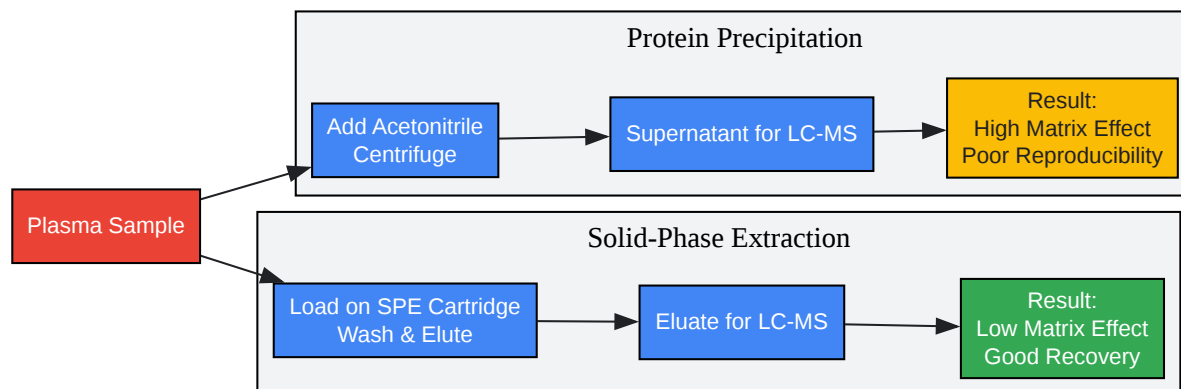 Protein Precipitation
Add Acetonitrile
Centrifuge
Supernatant for LC-MS
Result:
High Matrix Effect
Poor Reproducibility
Plasma Sample
Solid-Phase Extraction
Load on SPE Cartridge
Wash & Elute
Eluate for LC-MS
Result:
Low Matrix Effect
Good Recovery